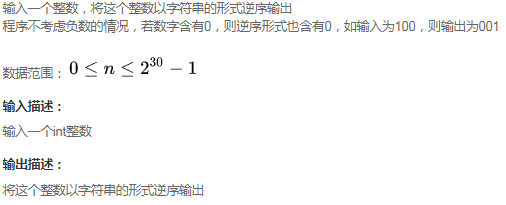 输入一个整数，将这个整数以字符串的形式逆序输出
程序不考虑负数的情况，若数字含有0，则逆序形式也含有0，如输入为100，则输出为001
数据范围： 0 ≤ n ≤ 2^30 − 1
输入描述：
输入一个int整数
输出描述：
将这个整数以字符串的形式逆序输出